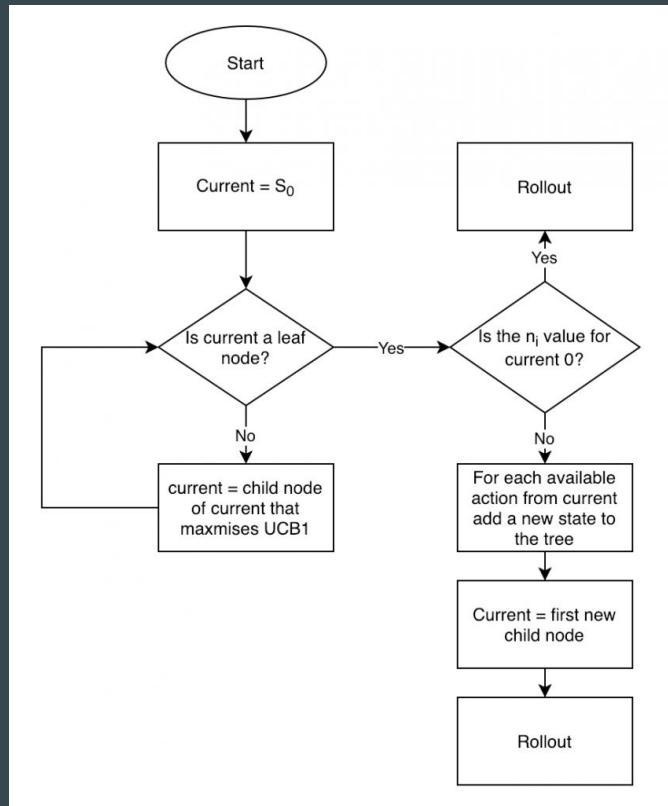 Start
Current = S₀
Rollout
Yes
Is current a leaf
node?
Yes
Is the nᵢ value for
current 0?
No
No
current = child node
of current that
maxmises UCB1
For each available
action from current
add a new state to
the tree
Current = first new
child node
Rollout